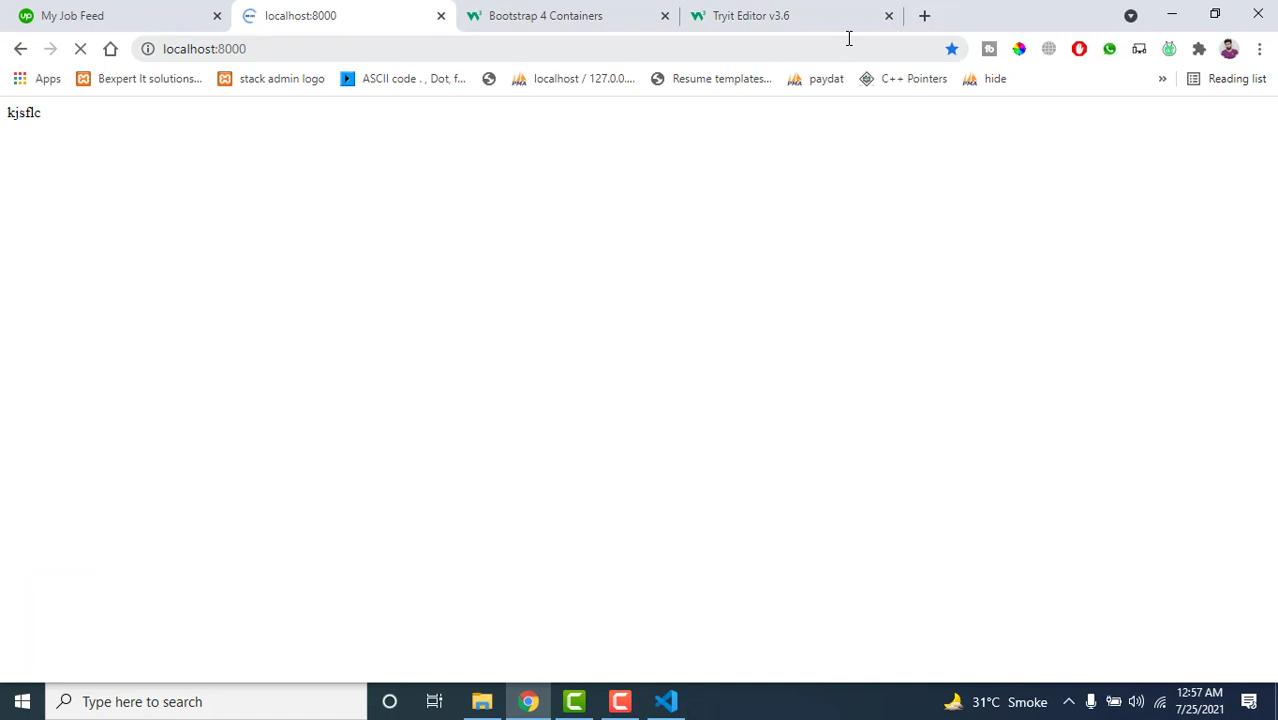 My Job Feed localhost:8000 Bootstrap 4 Containers Tryit Editor v3.6
localhost:8000
Apps Bexpert It solutions... stack admin logo ASCII code . , Dot, f... localhost / 127.0.0.... Resume templates... paydat C++ Pointers hide » Reading list
kjsflc
Type here to search 31°C Smoke 12:57 AM
7/25/2021